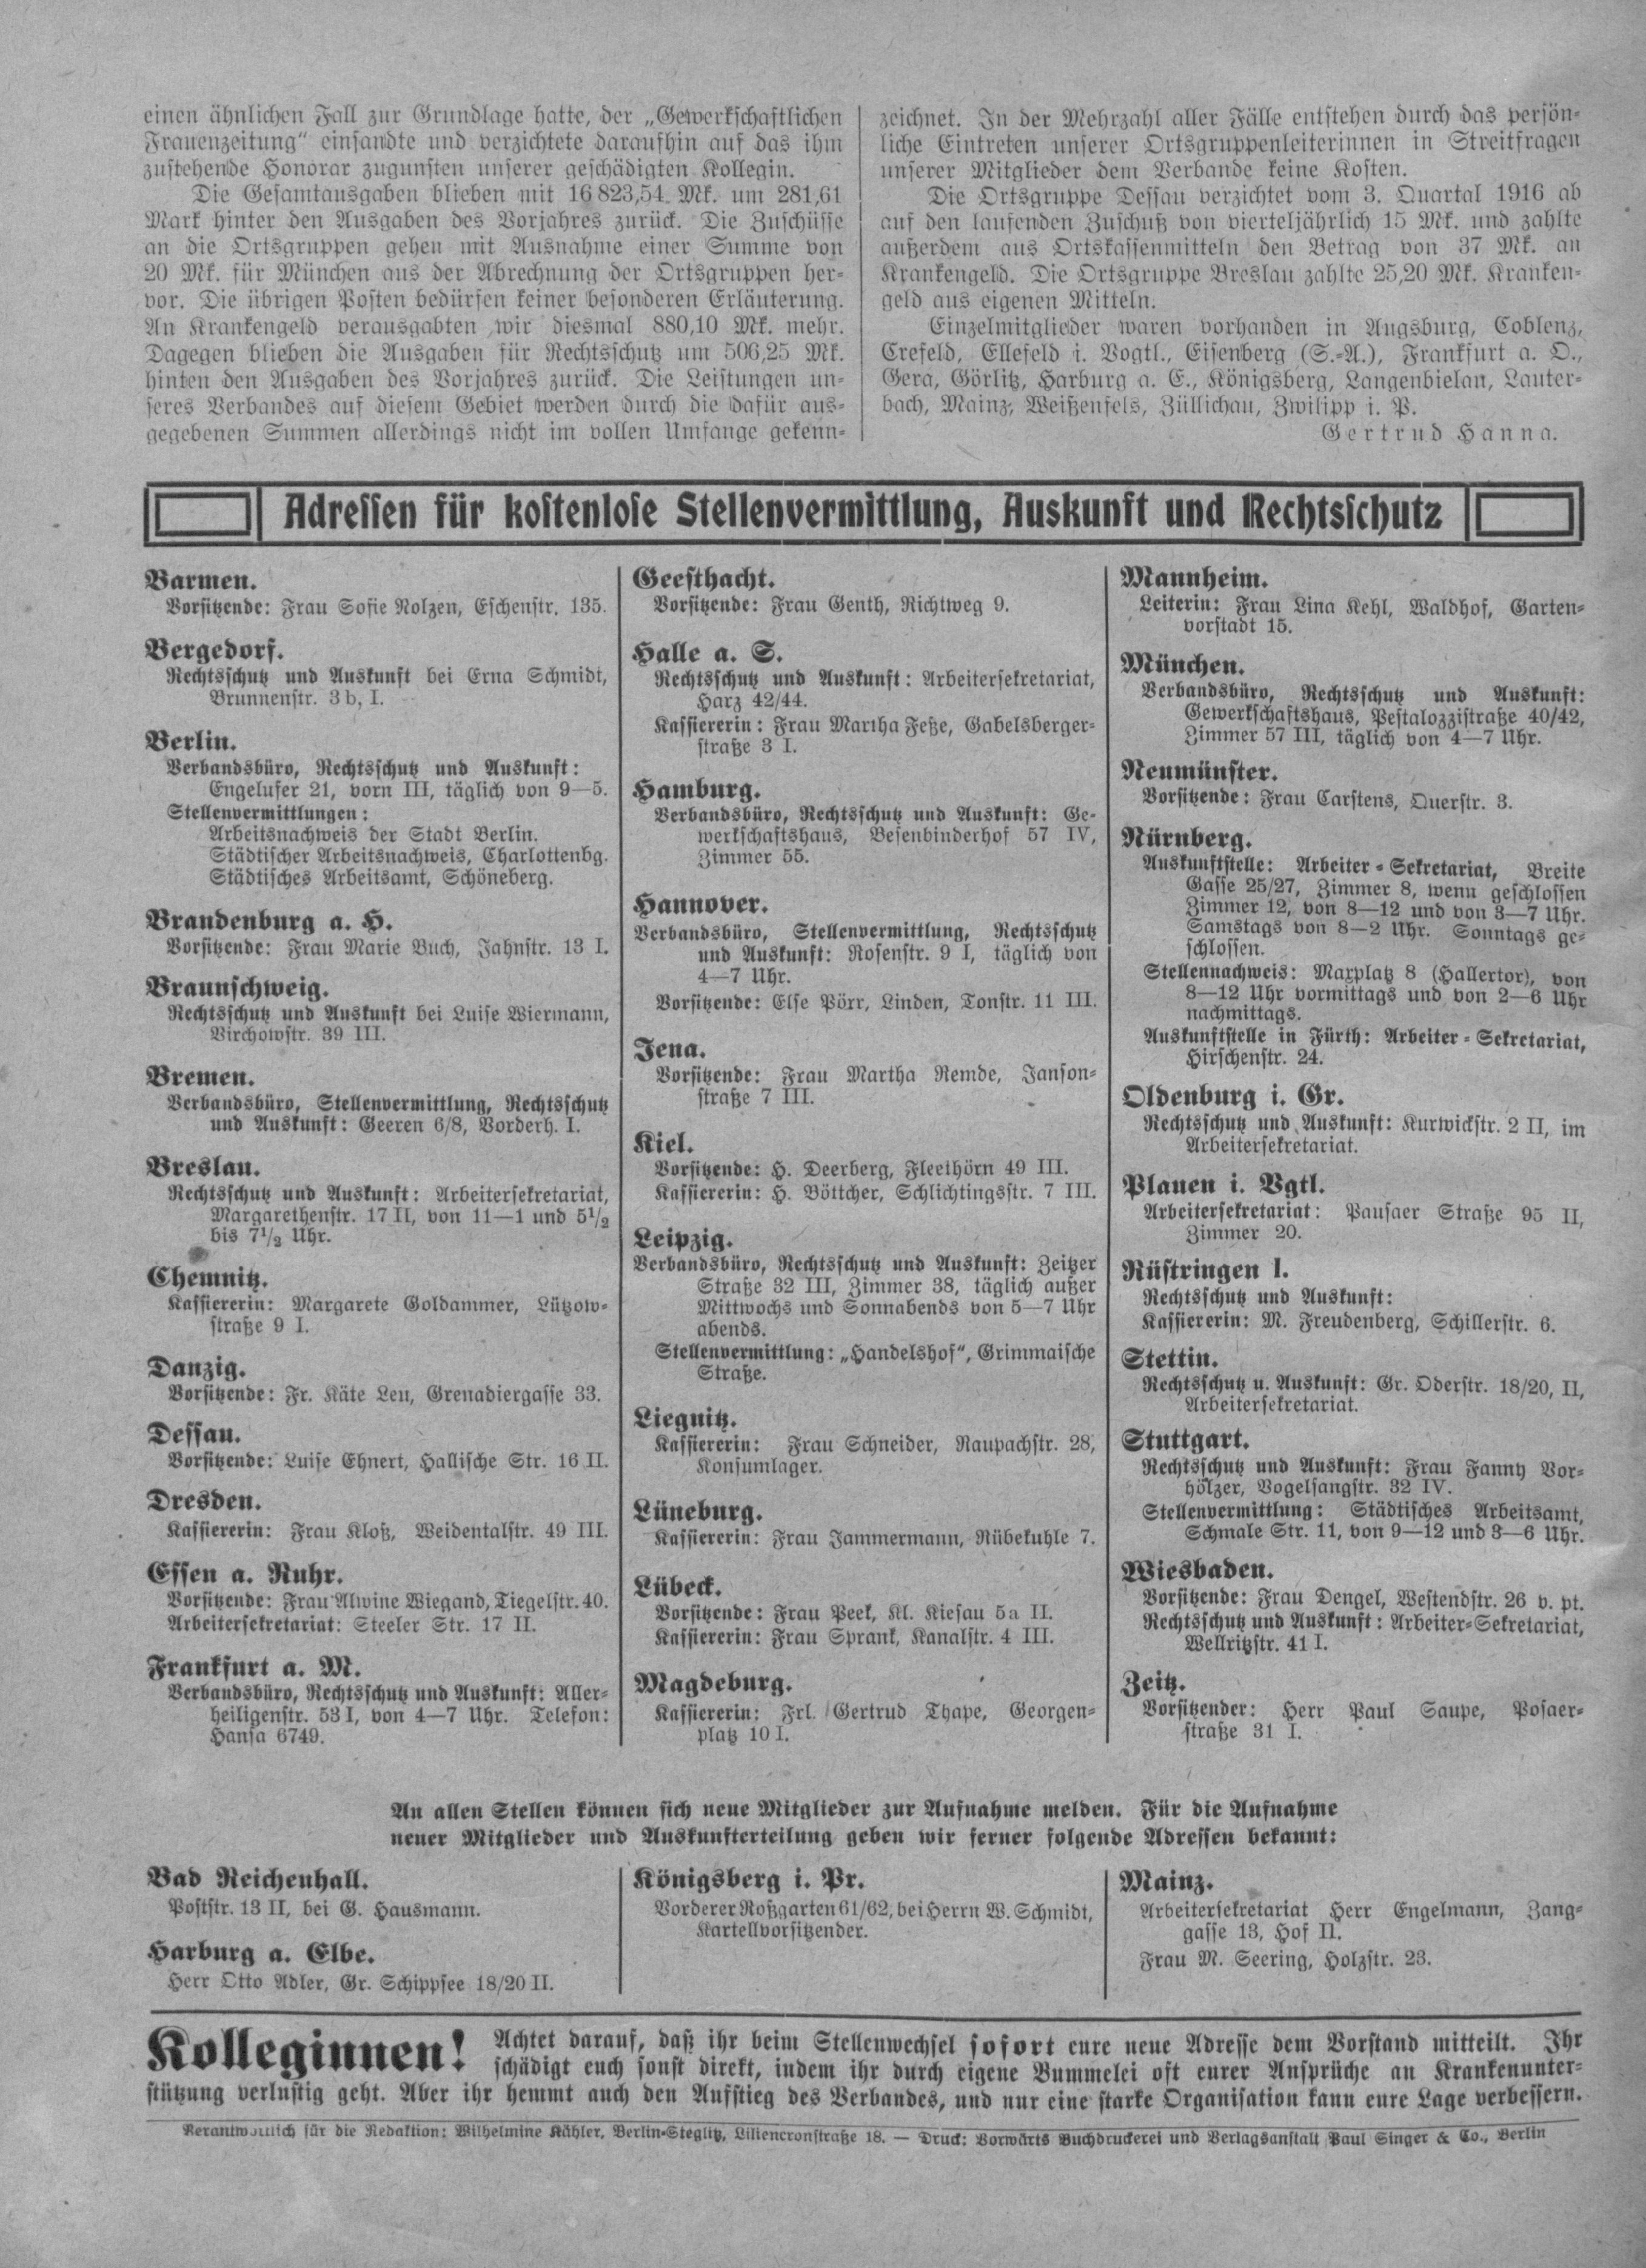 einen ähnlichen Fall zur Grundlage hatte, der „Gewerkschaftlichen
Frauenzeitung“ einsandte und verzichtete daraufhin auf das ihm
zustehende Honorar zugunsten unserer geschädigten Kollegin.
Die Gesamtausgaben blieben mit 16 823,54 Mk. um 281,61
Mark hinter den Ausgaben des Vorjahres zurück. Die Zuschüsse
an die Ortsgruppen gehen mit Ausnahme einer Summe von
20 Mk. für München aus der Abrechnung der Ortsgruppen her-
vor. Die übrigen Posten bedürfen keiner besonderen Erläuterung.
An Krankengeld verausgabten wir diesmal 880,10 Mk. mehr.
Dagegen blieben die Ausgaben für Rechtsschutz um 506,25 Mk.
hinten den Ausgaben des Vorjahres zurück. Die Leistungen un-
seres Verbandes auf diesem Gebiet werden durch die dafür aus-
gegebenen Summen allerdings nicht im vollen Umfange gekenn-
zeichnet. In der Mehrzahl aller Fälle entstehen durch das persön-
liche Eintreten unserer Ortsgruppenleiterinnen in Streitfragen
unserer Mitglieder dem Verbande keine Kosten.
Die Ortsgruppe Dessau verzichtet vom 3. Quartal 1916 ab
auf den laufenden Zuschuß von vierteljährlich 15 Mk. und zahlte
außerdem aus Ortskassenmitteln den Betrag von 37 Mk. an
Krankengeld. Die Ortsgruppe Breslau zahlte 25,20 Mk. Kranken-
geld aus eigenen Mitteln.
Einzelmitglieder waren vorhanden in Augsburg, Coblenz,
Crefeld, Ellefeld i. Vogtl., Eisenberg (S.-A.), Frankfurt a. O.,
Gera, Görlitz, Harburg a. E., Königsberg, Langenbielau, Lauter-
bach, Mainz, Weißenfels, Züllichau, Zwilipp i. P.
Gertrud Hanna.
Adressen für kostenlose Stellenvermittlung, Auskunft und Rechtsschutz
Barmen.
Vorsitzende: Frau Sofie Nolzen, Eschenstr. 135.
Bergedorf.
Rechtsschutz und Auskunft bei Erna Schmidt,
Brunnenstr. 3 b, I.
Berlin.
Verbandsbüro, Rechtsschutz und Auskunft:
Engelufer 21, vorn III, täglich von 9—5.
Stellenvermittlungen:
Arbeitsnachweis der Stadt Berlin.
Städtischer Arbeitsnachweis, Charlottenbg.
Städtisches Arbeitsamt, Schöneberg.
Brandenburg a. H.
Vorsitzende: Frau Marie Buch, Jahnstr. 13 I.
Braunschweig.
Rechtsschutz und Auskunft bei Luise Wiermann,
Virchowstr. 39 III.
Bremen.
Verbandsbüro, Stellenvermittlung, Rechtsschutz
und Auskunft: Geeren 6/8, Vorderh. I.
Breslau.
Rechtsschutz und Auskunft: Arbeitersekretariat,
Margarethenstr. 17 II, von 11—1 und 5½
bis 7½ Uhr.
Chemnitz.
Kassiererin: Margarete Goldammer, Lützow-
straße 9 I.
Danzig.
Vorsitzende: Fr. Käte Leu, Grenadiergasse 33.
Dessau.
Vorsitzende: Luise Ehnert, Hallische Str. 16 II.
Dresden.
Kassiererin: Frau Kloß, Weidentalstr. 49 III.
Essen a. Ruhr.
Vorsitzende: Frau Alwine Wiegand, Tiegelstr. 40.
Arbeitersekretariat: Steeler Str. 17 II.
Frankfurt a. M.
Verbandsbüro, Rechtsschutz und Auskunft: Aller-
heiligenstr. 53 I, von 4—7 Uhr. Telefon:
Hansa 6749.
Geesthacht.
Vorsitzende: Frau Genth, Richtweg 9.
Halle a. S.
Rechtsschutz und Auskunft: Arbeitersekretariat,
Harz 42/44.
Kassiererin: Frau Martha Feße, Gabelsberger-
straße 3 I.
Hamburg.
Verbandsbüro, Rechtsschutz und Auskunft: Ge-
werkschaftshaus, Besenbinderhof 57 IV,
Zimmer 55.
Hannover.
Verbandsbüro, Stellenvermittlung, Rechtsschutz
und Auskunft: Rosenstr. 9 I, täglich von
4—7 Uhr.
Vorsitzende: Else Pörr, Linden, Tonstr. 11 III.
Jena.
Vorsitzende: Frau Martha Remde, Janson-
straße 7 III.
Kiel.
Vorsitzende: H. Deerberg, Fleethörn 49 III.
Kassiererin: H. Böttcher, Schlichtingsstr. 7 III.
Leipzig.
Verbandsbüro, Rechtsschutz und Auskunft: Zeitzer
Straße 32 III, Zimmer 38, täglich außer
Mittwochs und Sonnabends von 5—7 Uhr
abends.
Stellenvermittlung: „Handelshof“, Grimmaische
Straße.
Liegnitz.
Kassiererin: Frau Schneider, Raupachstr. 28,
Konsumlager.
Lüneburg.
Kassiererin: Frau Jammermann, Rübekuhle 7.
Lübeck.
Vorsitzende: Frau Peek, Kl. Kiesau 5 a II.
Kassiererin: Frau Sprank, Kanalstr. 4 III.
Magdeburg.
Kassiererin: Frl. Gertrud Thape, Georgen-
platz 10 I.
Mannheim.
Leiterin: Frau Lina Kehl, Waldhof, Garten-
vorstadt 15.
München.
Verbandsbüro, Rechtsschutz und Auskunft:
Gewerkschaftshaus, Pestalozzistraße 40/42,
Zimmer 57 III, täglich von 4—7 Uhr.
Neumünster.
Vorsitzende: Frau Carstens, Querstr. 3.
Nürnberg.
Auskunftstelle: Arbeiter-Sekretariat, Breite
Gasse 25/27, Zimmer 8, wenn geschlossen
Zimmer 12, von 8—12 und von 3—7 Uhr.
Samstags von 8—2 Uhr. Sonntags ge-
schlossen.
Stellennachweis: Maxplatz 8 (Hallertor), von
8—12 Uhr vormittags und von 2—6 Uhr
nachmittags.
Auskunftstelle in Fürth: Arbeiter-Sekretariat,
Hirschenstr. 24.
Oldenburg i. Gr.
Rechtsschutz und Auskunft: Kurwickstr. 2 II, im
Arbeitersekretariat.
Plauen i. Vgtl.
Arbeitersekretariat: Pausaer Straße 95 II,
Zimmer 20.
Rüstringen I.
Rechtsschutz und Auskunft:
Kassiererin: M. Freudenberg, Schillerstr. 6.
Stettin.
Rechtsschutz u. Auskunft: Gr. Oderstr. 18/20, II,
Arbeitersekretariat.
Stuttgart.
Rechtsschutz und Auskunft: Frau Fanny Vor-
hölzer, Vogelsangstr. 32 IV.
Stellenvermittlung: Städtisches Arbeitsamt,
Schmale Str. 11, von 9—12 und 3—6 Uhr.
Wiesbaden.
Vorsitzende: Frau Dengel, Westendstr. 26 v. pt.
Rechtsschutz und Auskunft: Arbeiter-Sekretariat,
Wellritzstr. 41 I.
Zeitz.
Vorsitzender: Herr Paul Saupe, Posaer-
straße 31 I.
An allen Stellen können sich neue Mitglieder zur Aufnahme melden. Für die Aufnahme
neuer Mitglieder und Auskunfterteilung geben wir ferner folgende Adressen bekannt:
Bad Reichenhall.
Poststr. 13 II, bei G. Hausmann.
Harburg a. Elbe.
Herr Otto Adler, Gr. Schippsee 18/20 II.
Königsberg i. Pr.
Vorderer Roßgarten 61/62, bei Herrn W. Schmidt,
Kartellvorsitzender.
Mainz.
Arbeitersekretariat Herr Engelmann, Zang-
gasse 13, Hof II.
Frau M. Seering, Holzstr. 23.
Kolleginnen! Achtet darauf, daß ihr beim Stellenwechsel sofort eure neue Adresse dem Vorstand mitteilt. Ihr
schädigt euch sonst direkt, indem ihr durch eigene Bummelei oft eurer Ansprüche an Krankenunter-
stützung verlustig geht. Aber ihr hemmt auch den Aufstieg des Verbandes, und nur eine starke Organisation kann eure Lage verbessern.
Verantwortlich für die Redaktion: Wilhelmine Kähler, Berlin-Steglitz, Liliencronstraße 18. — Druck: Vorwärts Buchdruckerei und Verlagsanstalt Paul Singer & Co., Berlin